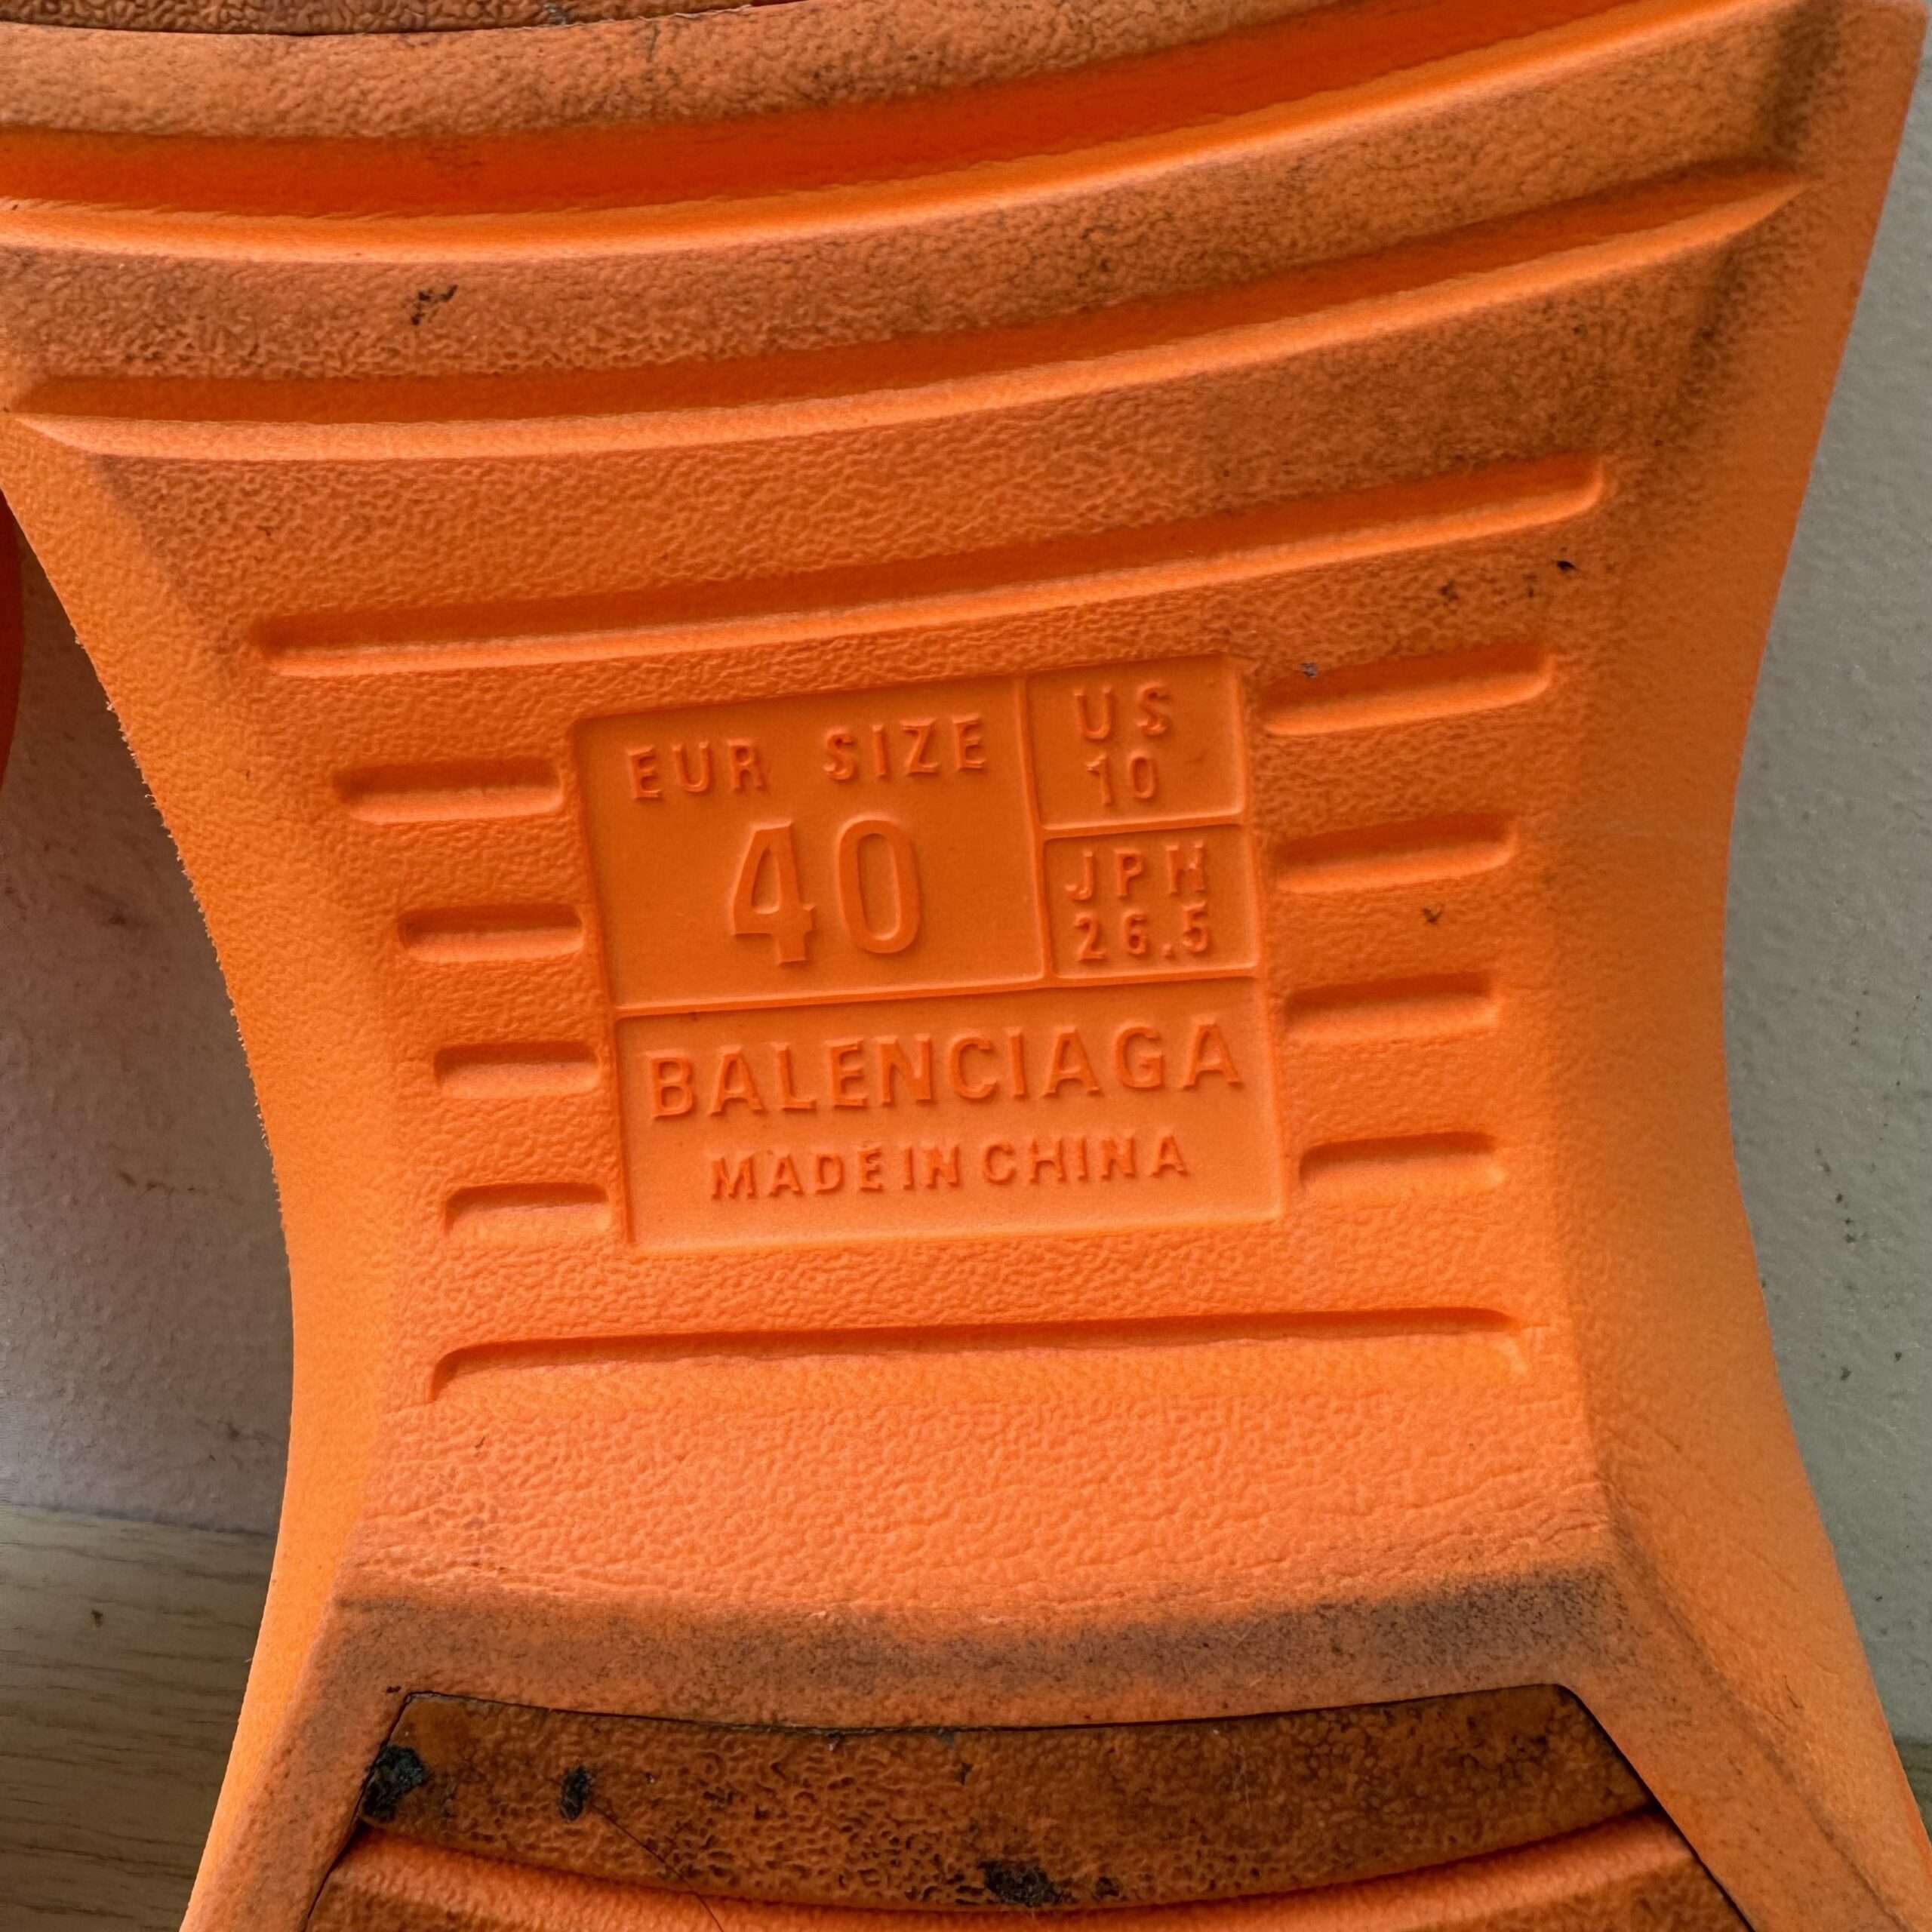 EUR SIZE
40
US
10
JPN
26.5
BALENCIAGA
MADE IN CHINA